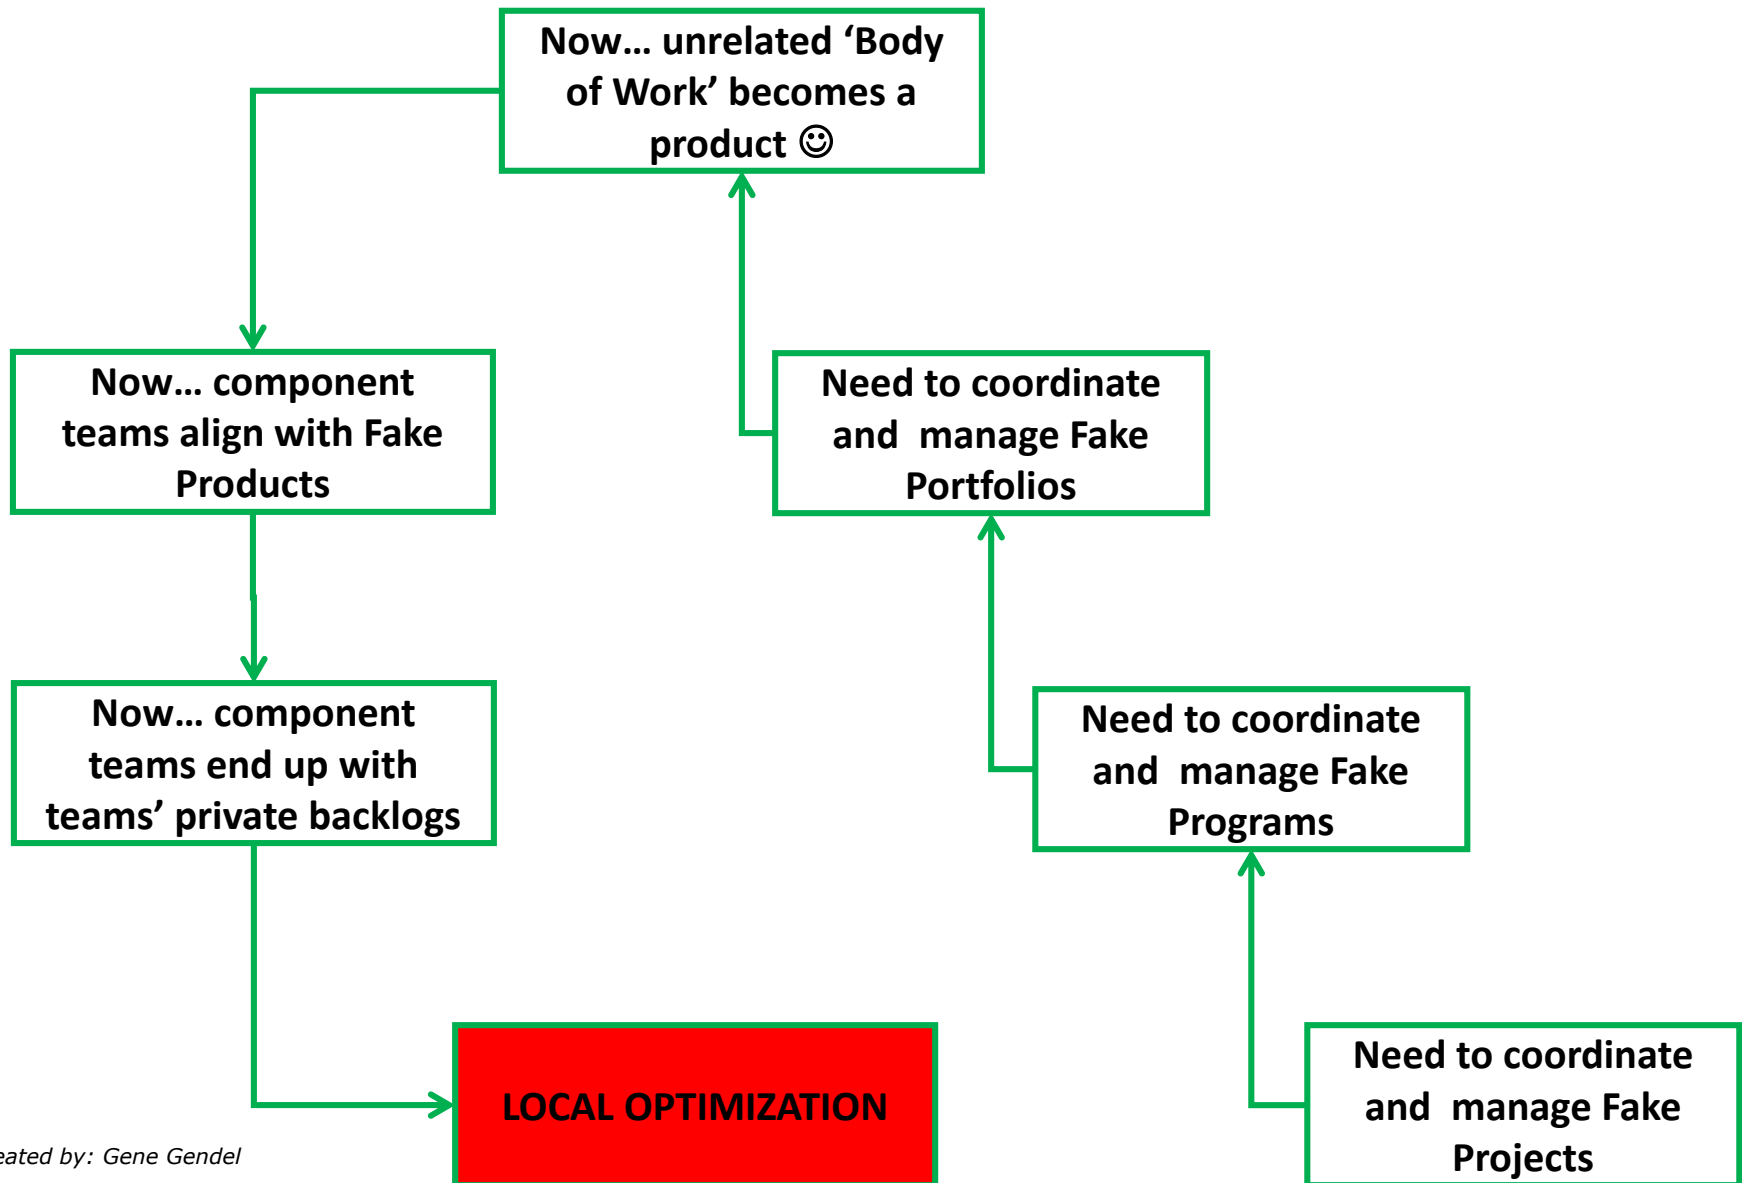 Now… unrelated ‘Body
of Work’ becomes a
product ☺
Now… component
teams align with Fake
Products
Need to coordinate
and  manage Fake
Portfolios
Now… component
teams end up with
teams’ private backlogs
Need to coordinate
and  manage Fake
Programs
LOCAL OPTIMIZATION
Need to coordinate
and  manage Fake
Projects
eated by: Gene Gendel